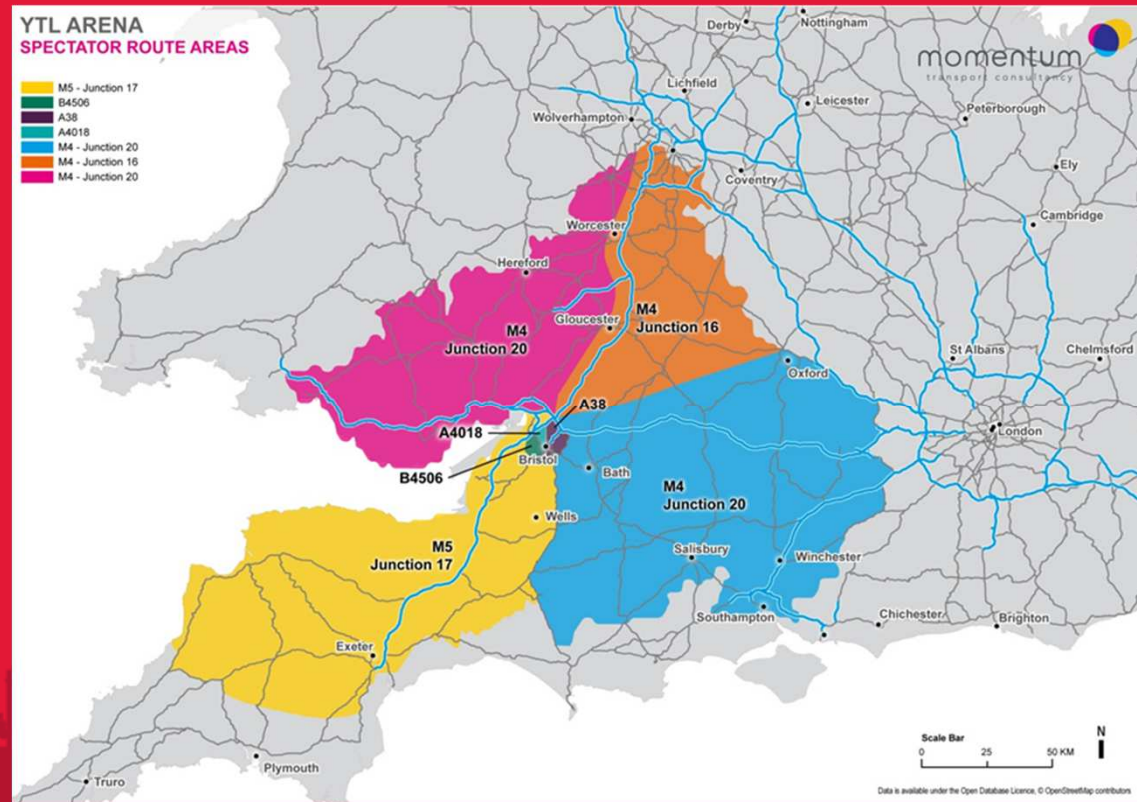 YTL ARENA
SPECTATOR ROUTE AREAS
M5 - Junction 17
B4506
A38
A4018
M4 - Junction 20
M4 - Junction 16
M4 - Junction 20
momentum
transport consultancy
Derby
Nottingham
Lichfield
Leicester
Peterborough
Wolverhampton
Ely
Coventry
Cambridge
Worcester
Hereford
Gloucester
M4
Junction 16
M4
Junction 20
St Albans
Chelmsford
Oxford
A38
London
A4018
Bristol
Bath
B4506
M4
Junction 20
Wells
M5
Junction 17
Salisbury
Winchester
Southampton
Chichester
Brighton
Exeter
Plymouth
Truro
Scale Bar
0 25 50 KM
N
Data is available under the Open Database Licence, © OpenStreetMap contributors